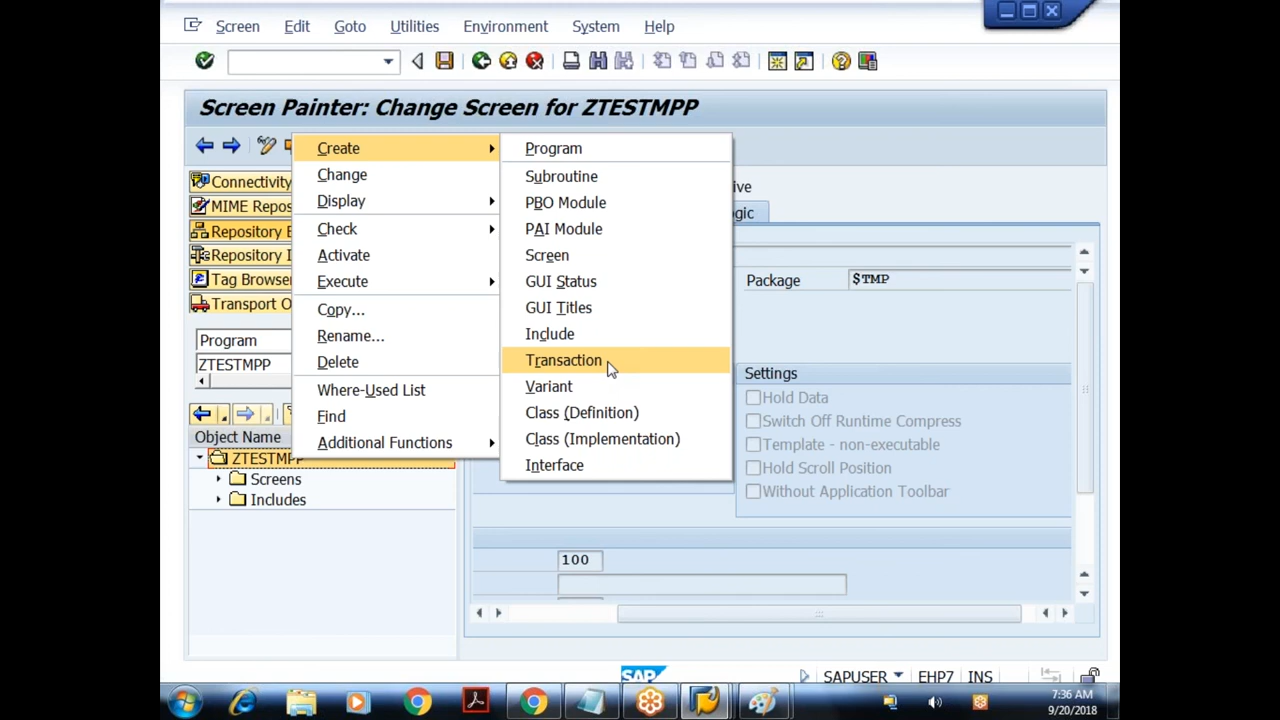 Screen Edit Goto Utilities Environment System Help
Screen Painter: Change Screen for ZTESTMPP
Connectivity
MIME Repos
Repository B
Repository I
Tag Browse
Transport O
Program
ZTESTMPP
Object Name
ZTESTMPP
Screens
Includes
Create
Change
Display
Check
Activate
Execute
Copy...
Rename...
Delete
Where-Used List
Find
Additional Functions
Program
Subroutine
PBO Module
PAI Module
Screen
GUI Status
GUI Titles
Include
Transaction
Variant
Class (Definition)
Class (Implementation)
Interface
ive
ogic
Package $TMP
Settings
Hold Data
Switch Off Runtime Compress
Template - non-executable
Hold Scroll Position
Without Application Toolbar
100
SAP
SAPUSER EHP7 INS
7:36 AM
9/20/2018